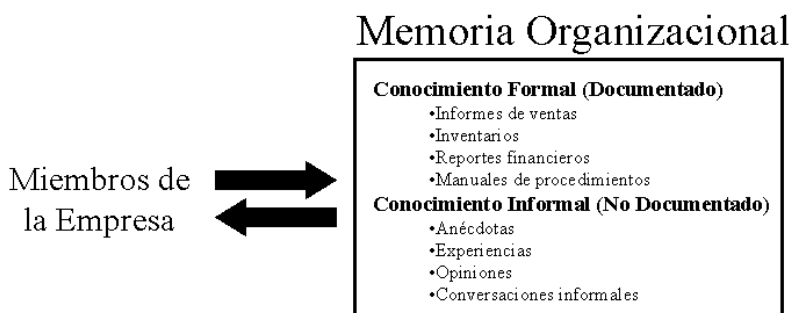 Memoria Organizacional
Conocimiento Formal (Documentado)
•Informes de ventas
•Inventarios
•Reportes financieros
•Manuales de procedimientos
Conocimiento Informal (No Documentado)
•Anécdotas
•Experiencias
•Opiniones
•Conversaciones informales
Miembros de
la Empresa